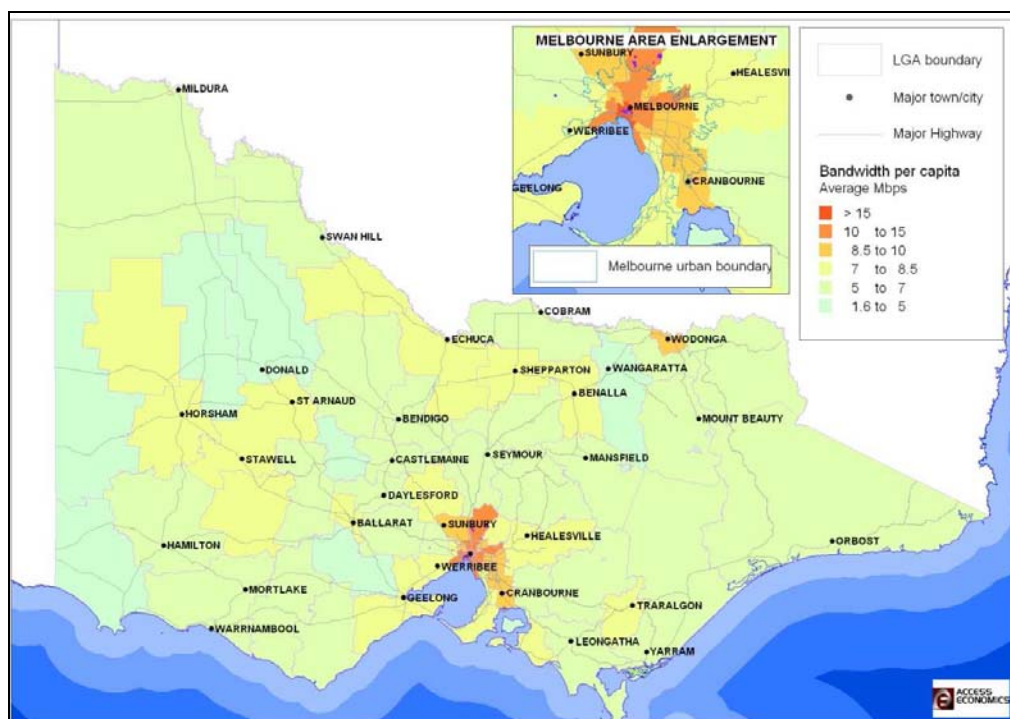 MELBOURNE AREA ENLARGEMENT
SUNBURY
HEALESVI
MELBOURNE
WERRIBEE
GEELONG
CRANBOURNE
Melbourne urban boundary
LGA boundary
Major town/city
Major Highway
Bandwidth per capita
Average Mbps
> 15
10 to 15
8.5 to 10
7 to 8.5
5 to 7
1.6 to 5
MILDURA
SWAN HILL
COBRAM
ECHUCA
WODONGA
DONALD
SHEPPARTON
WANGARATTA
ST ARNAUD
BENALLA
HORSHAM
BENDIGO
MOUNT BEAUTY
STAWELL
CASTLEMAINE
SEYMOUR
MANSFIELD
DAYLESFORD
BALLARAT
SUNBURY
HEALESVILLE
HAMILTON
ORBOST
WERRIBEE
MORTLAKE
GEELONG
CRANBOURNE
TRARALGON
WARRNAMBOOL
LEONGATHA
YARRAM
ACCESS
ECONOMICS